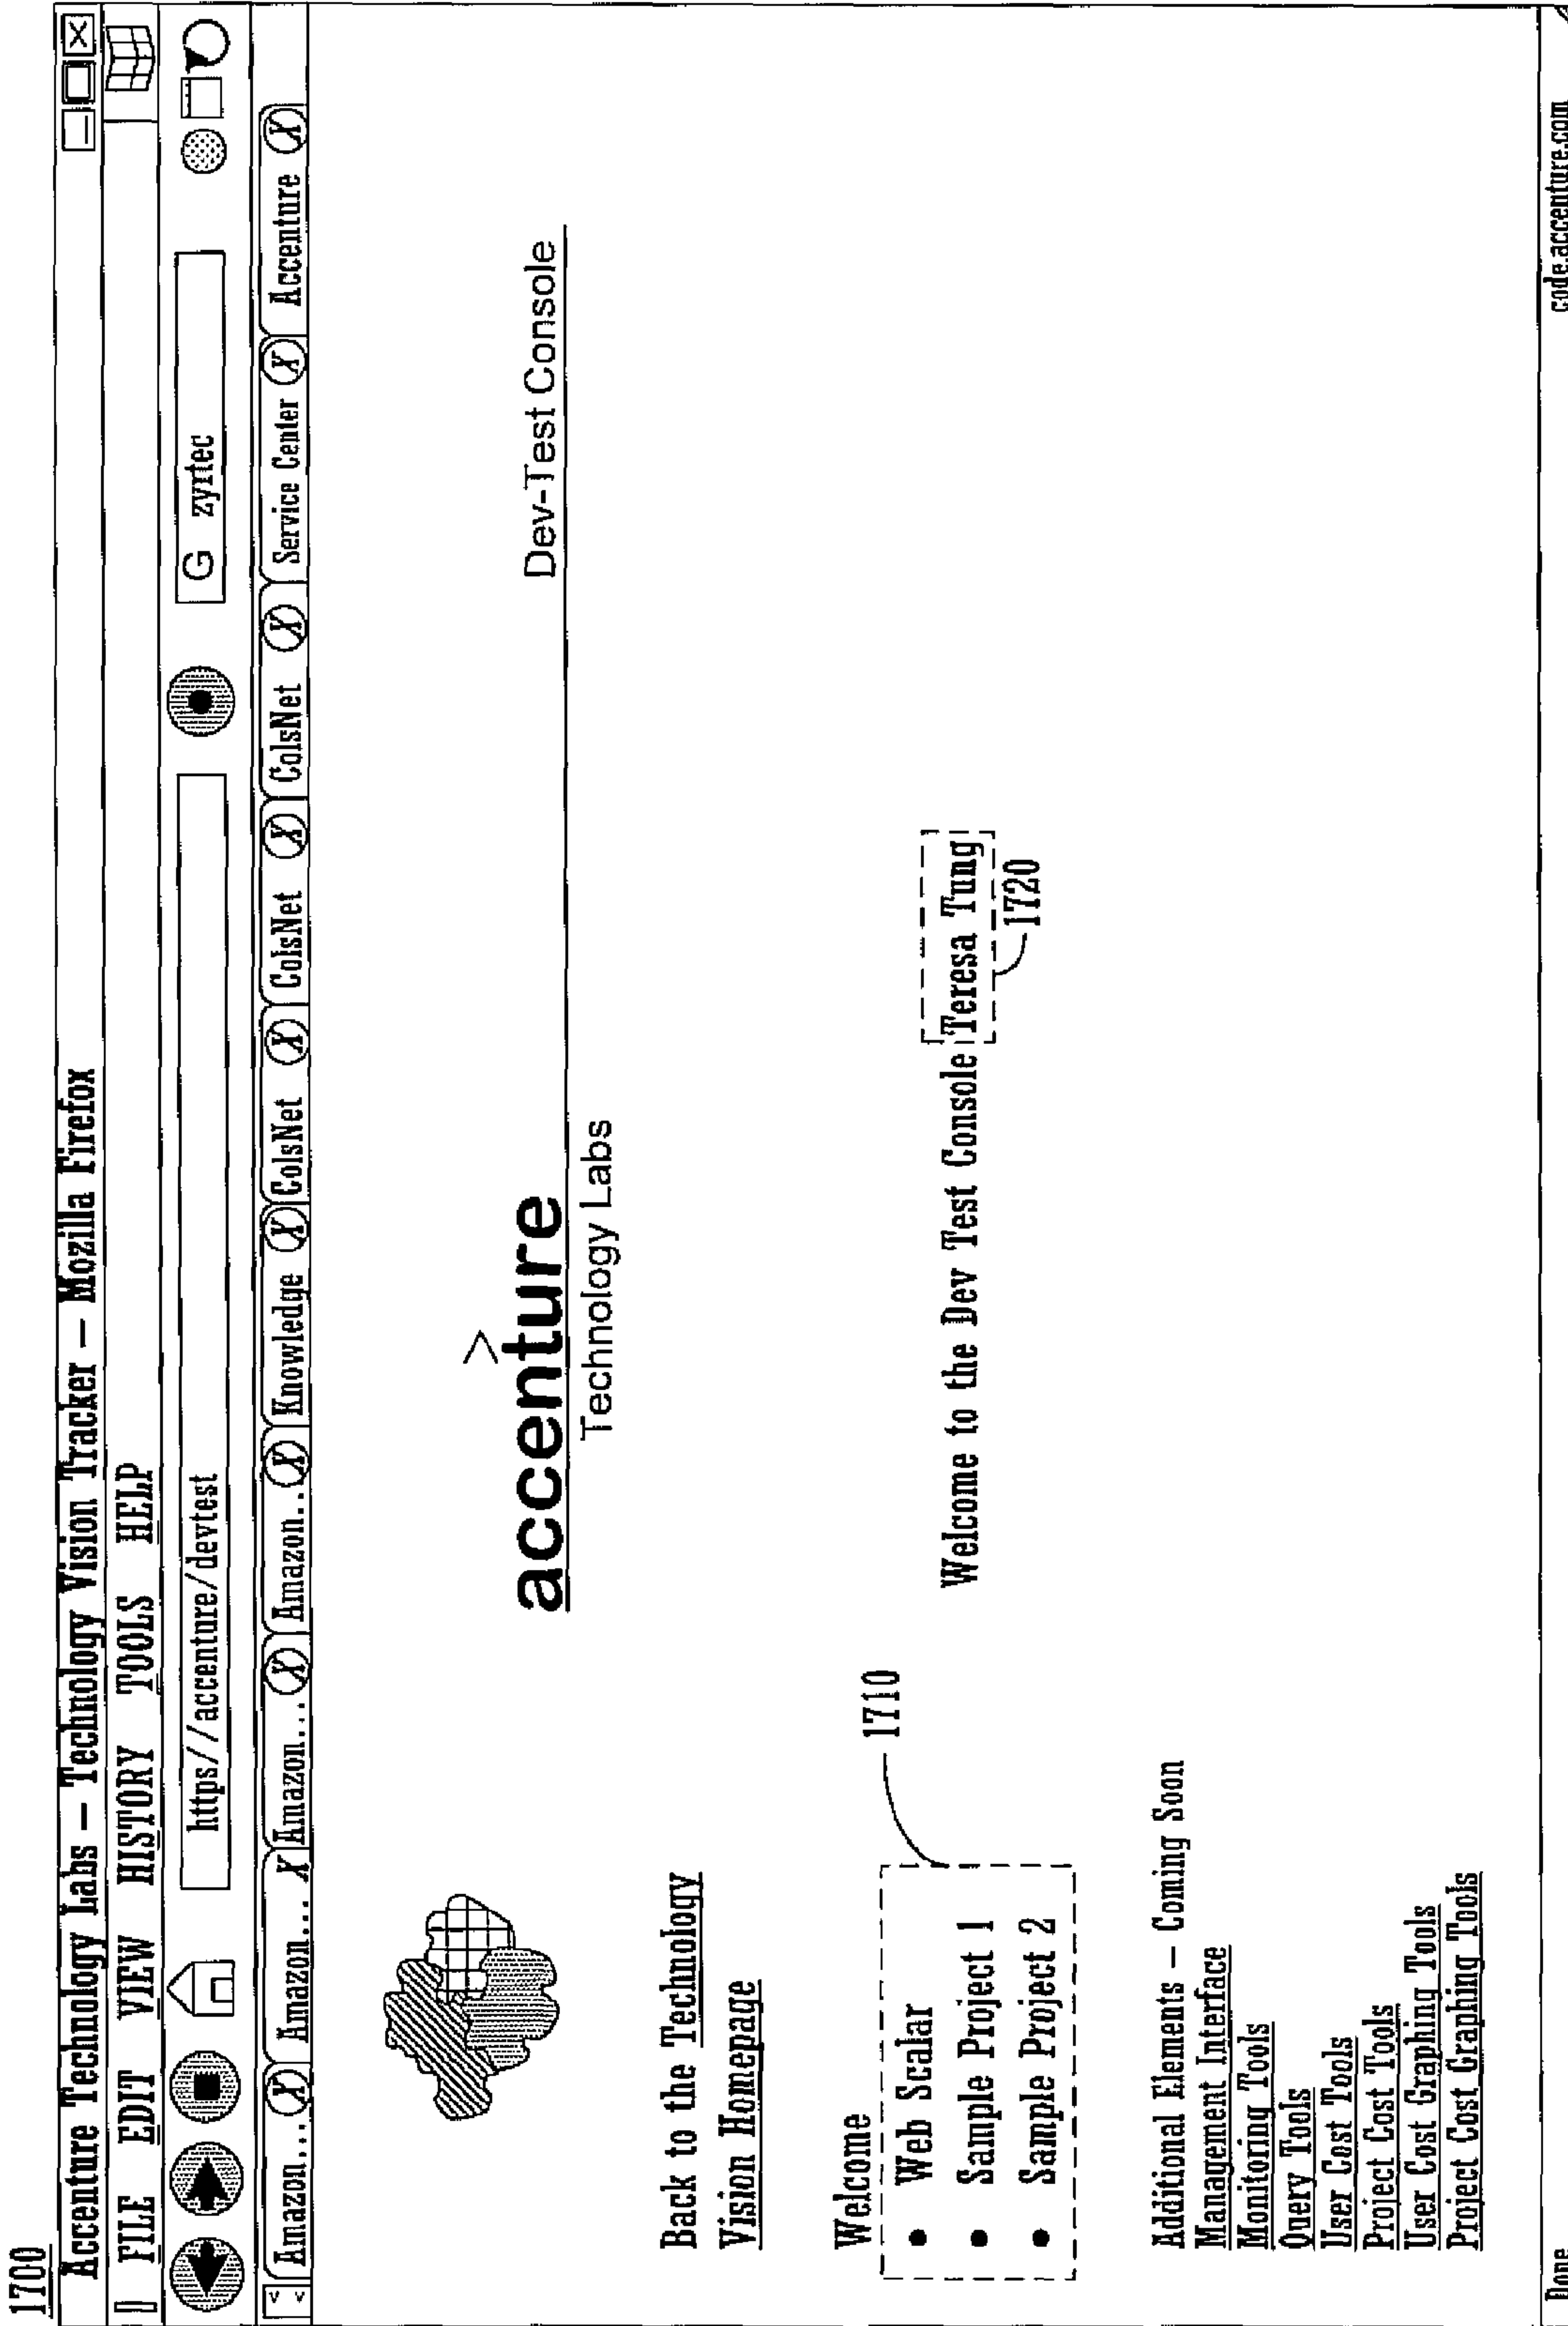 1700
Accenture Technology Labs – Technology Vision Tracker – Mozilla Firefox
FILE EDIT VIEW HISTORY TOOLS HELP
https//accenture/devtest
G zyrtec
Amazon... X Amazon... X Amazon... X Amazon.. X Knowledge X ColsNet X ColsNet X ColsNet X Service Center X Accenture X
>
accenture
Dev-Test Console
Technology Labs
Back to the Technology
Vision Homepage
Welcome
1710
• Web Scalar
• Sample Project 1
• Sample Project 2
Welcome to the Dev Test Console Teresa Tung
1720
Additional Elements – Coming Soon
Management Interface
Monitoring Tools
Query Tools
User Cost Tools
Project Cost Tools
User Cost Graphing Tools
Project Cost Graphing Tools
Done
code.accenture.com